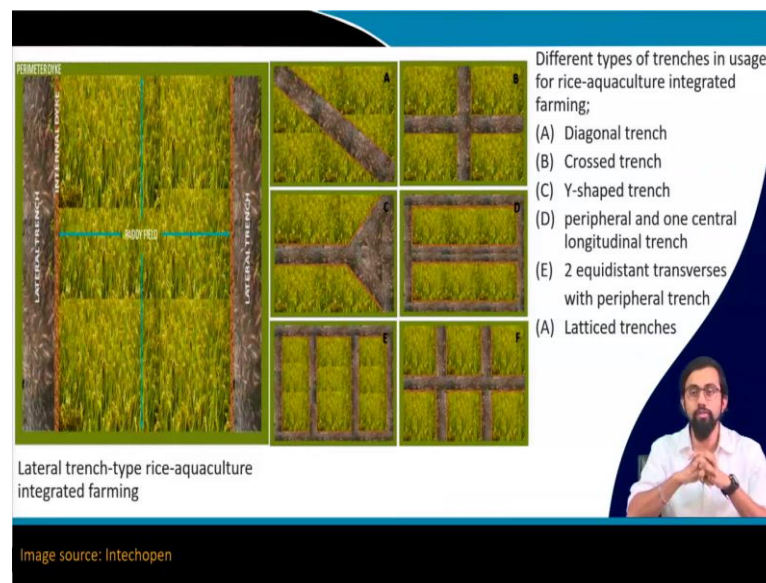 PERIMETER DYKE
INTERNAL DYKE
LATERAL TRENCH
PADDY FIELD
LATERAL TRENCH
A
B
C
D
E
F
Lateral trench-type rice-aquaculture
integrated farming
Different types of trenches in usage
for rice-aquaculture integrated
farming;
(A) Diagonal trench
(B) Crossed trench
(C) Y-shaped trench
(D) peripheral and one central
longitudinal trench
(E) 2 equidistant transverses
with peripheral trench
(A) Latticed trenches
Image source: Intechopen